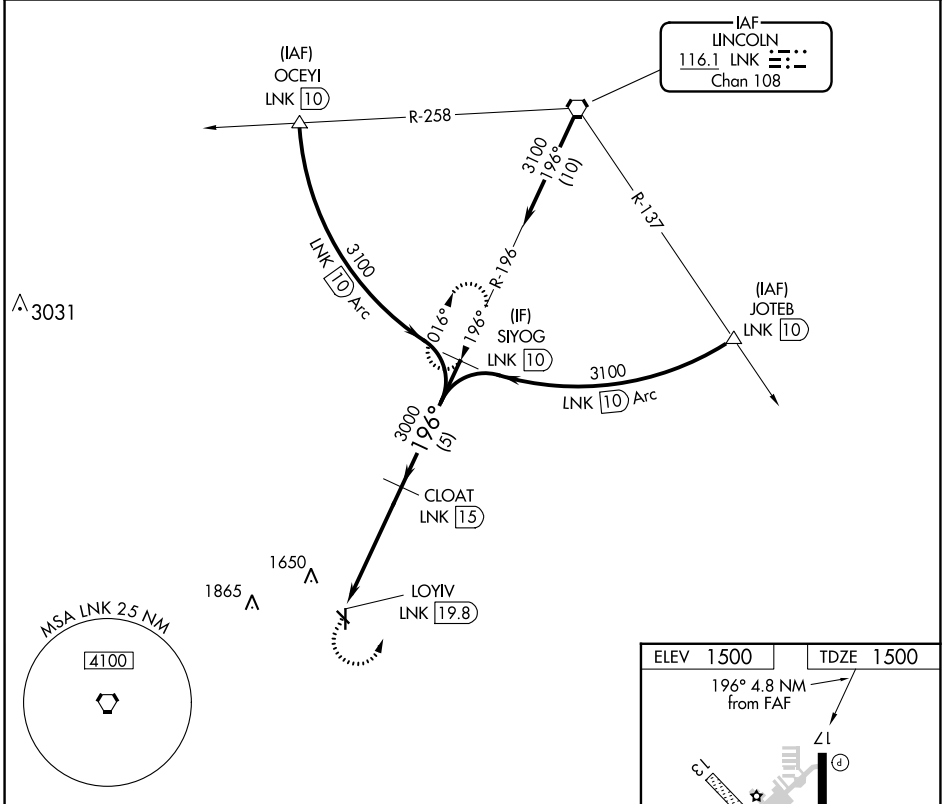 IAF
LINCOLN
116.1 LNK
Chan 108
(IAF)
OCEYI
LNK 10
R-258
3100
196°
(10)
R-137
R-196
3100
LNK 10 Arc
3031
016°
196°
(IF)
SIYOG
LNK 10
(IAF)
JOTEB
LNK 10
3100
LNK 10 Arc
3000
196°
(5)
CLOAT
LNK 15
1650
1865
LOYIV
LNK 19.8
MSA LNK 25 NM
4100
ELEV 1500
TDZE 1500
196° 4.8 NM
from FAF
17
P
13